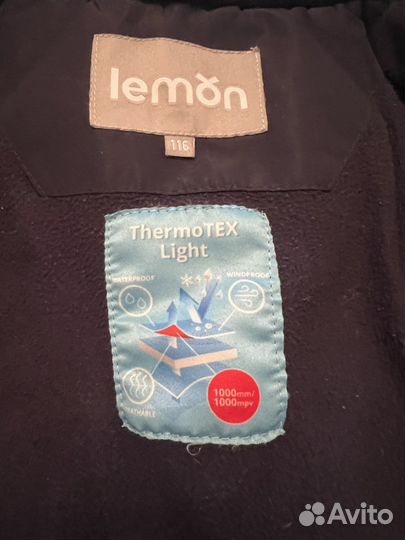 lemon
116
ThermoTEX
Light
WATERPROOF
WINDPROOF
1000mm/
1000mpv
BREATHABLE
Avito